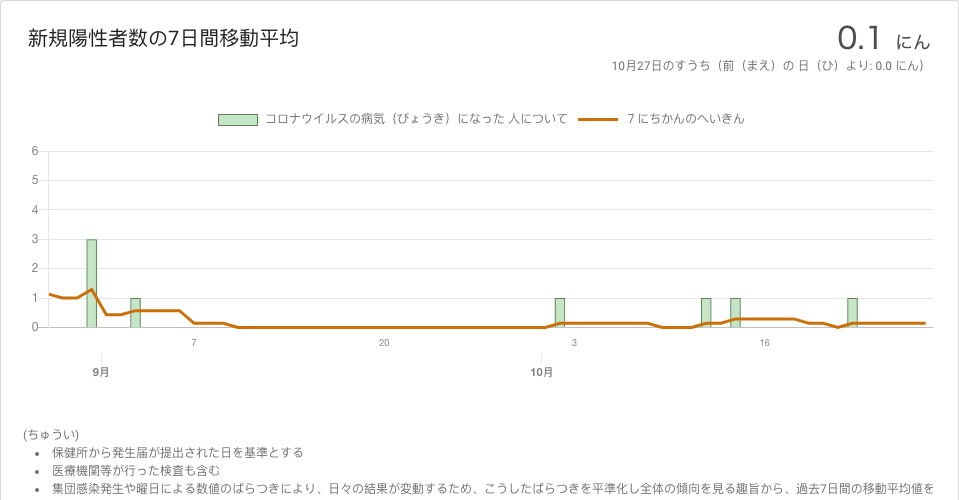 新規陽性者数の7日間移動平均
0.1 にん
10月27日のすうち（前（まえ）の 日（ひ）より: 0.0 にん）
コロナウイルスの病気（びょうき）になった 人について 7 にちかんのへいきん
6
5
4
3
2
1
0
7 20 3 16
9月 10月
(ちゅうい)
• 保健所から発生届が提出された日を基準とする
• 医療機関等が行った検査も含む
• 集団感染発生や曜日による数値のばらつきにより、日々の結果が変動するため、こうしたばらつきを平準化し全体の傾向を見る趣旨から、過去7日間の移動平均値を